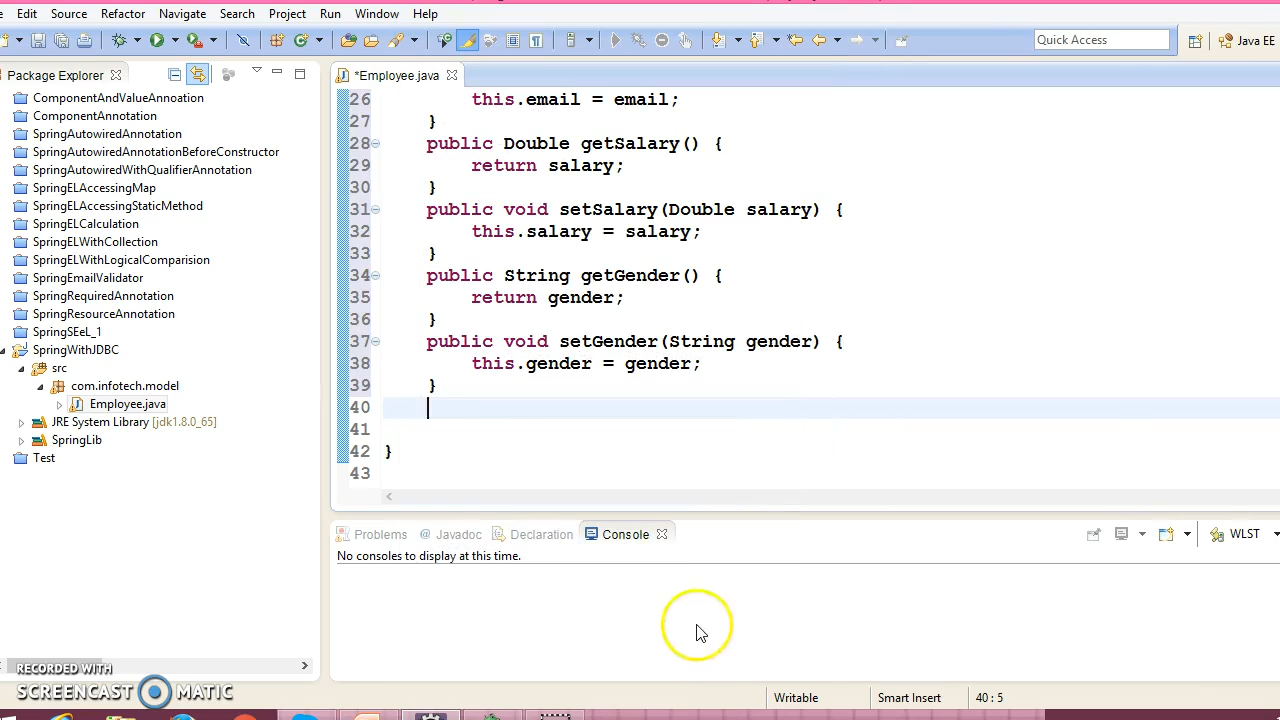 Edit Source Refactor Navigate Search Project Run Window Help
Quick Access
Java EE
Package Explorer
ComponentAndValueAnnoation
ComponentAnnotation
SpringAutowiredAnnotation
SpringAutowiredAnnotationBeforeConstructor
SpringAutowiredWithQualifierAnnotation
SpringELAccessingMap
SpringELAccessingStaticMethod
SpringELCalculation
SpringELWithCollection
SpringELWithLogicalComparision
SpringEmailValidator
SpringRequiredAnnotation
SpringResourceAnnotation
SpringSEeL_1
SpringWithJDBC
src
com.infotech.model
Employee.java
JRE System Library [jdk1.8.0_65]
SpringLib
Test
*Employee.java
26 this.email = email;
27 }
28 public Double getSalary() {
29 return salary;
30 }
31 public void setSalary(Double salary) {
32 this.salary = salary;
33 }
34 public String getGender() {
35 return gender;
36 }
37 public void setGender(String gender) {
38 this.gender = gender;
39 }
40
41
42 }
43
Problems @ Javadoc Declaration Console
WLST
No consoles to display at this time.
RECORDED WITH
SCREENCAST MATIC
Writable Smart Insert 40 : 5